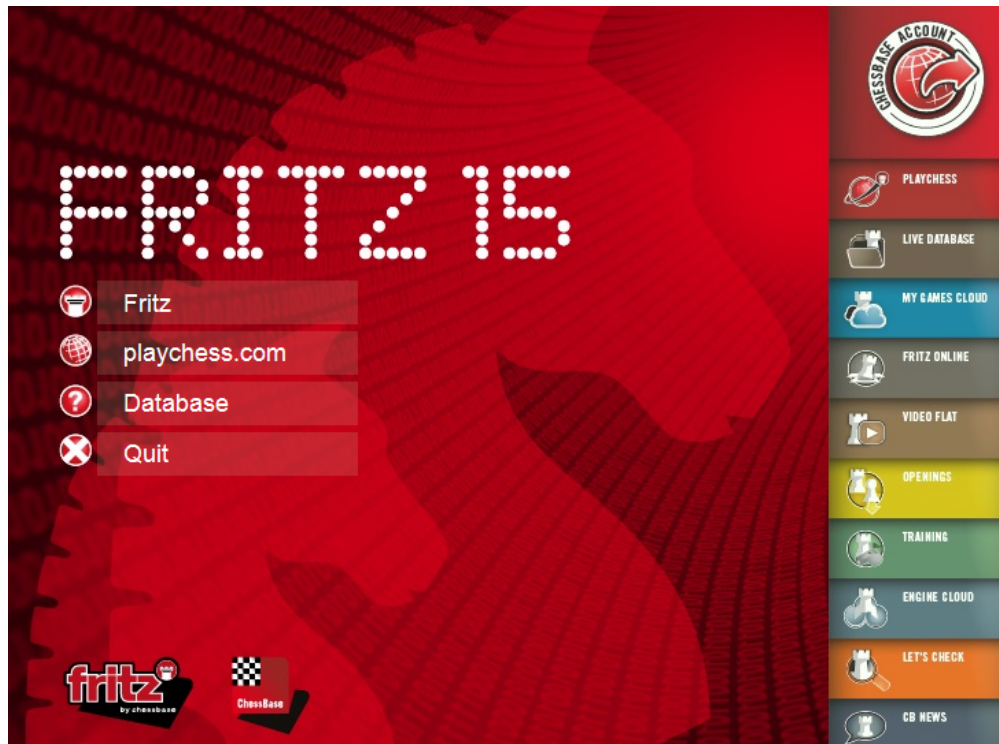 FRITZ 15
Fritz
playchess.com
Database
Quit
fritz
by chessbase
ChessBase
CHESSBASE ACCOUNT
PLAYCHESS
LIVE DATABASE
MY GAMES CLOUD
FRITZ ONLINE
VIDEO FLAT
OPENINGS
TRAINING
ENGINE CLOUD
LET'S CHECK
CB NEWS